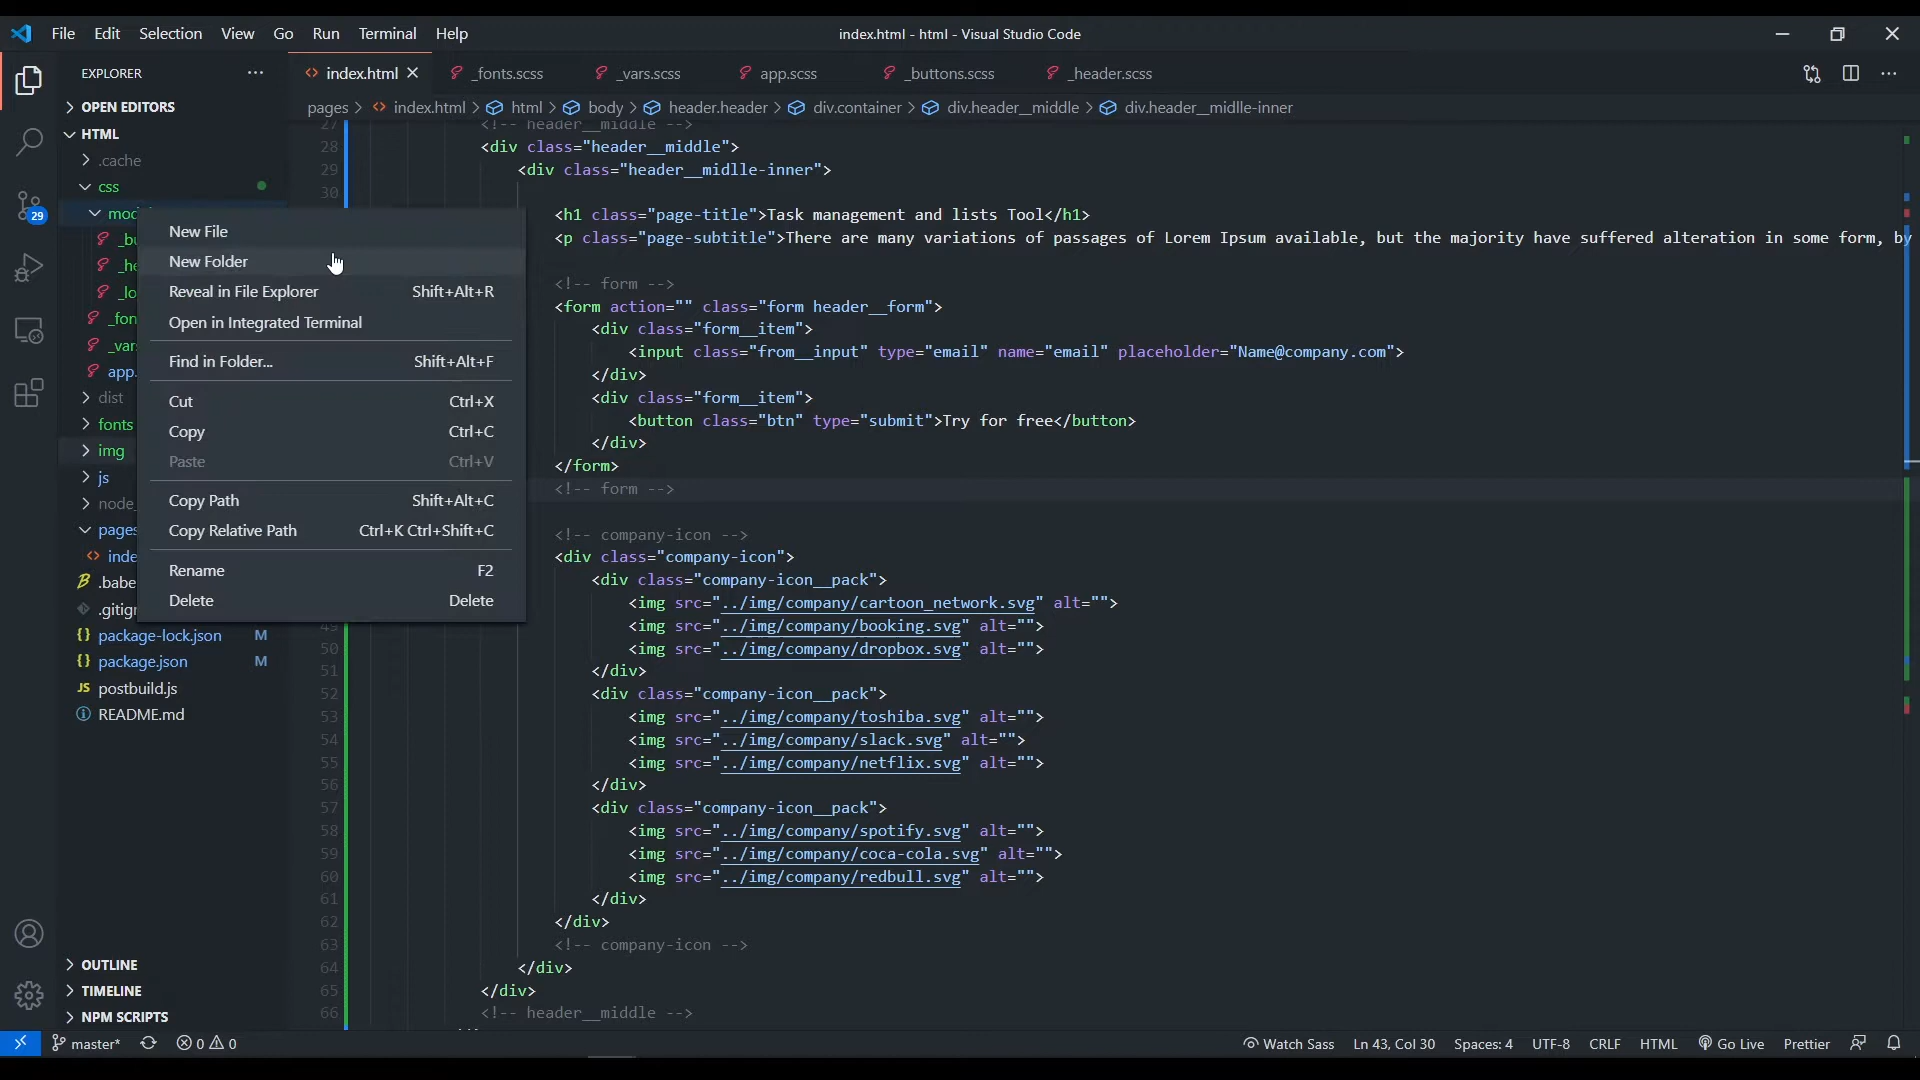 File Edit Selection View Go Run Terminal Help
index.html - html - Visual Studio Code
EXPLORER
index.html _fonts.scss _vars.scss app.scss _buttons.scss _header.scss
OPEN EDITORS
HTML
.cache
css
_fon
_var
app.
dist
fonts
img
js
pages
.gitign
package-lock.json M
package.json M
JS postbuild.js
README.md
OUTLINE
TIMELINE
NPM SCRIPTS
New File
New Folder
Reveal in File Explorer Shift+Alt+R
Open in Integrated Terminal
Find in Folder... Shift+Alt+F
Cut Ctrl+X
Copy Ctrl+C
Paste Ctrl+V
Copy Path Shift+Alt+C
Copy Relative Path Ctrl+K Ctrl+Shift+C
Rename F2
Delete Delete
pages > index.html > html > body > header.header > div.container > div.header__middle > div.header__midlle-inner
27 <!-- header__middle -->
28 <div class="header__middle">
29 <div class="header__midlle-inner">
30
<h1 class="page-title">Task management and lists Tool</h1>
<p class="page-subtitle">There are many variations of passages of Lorem Ipsum available, but the majority have suffered alteration in some form, by
<!-- form -->
<form action="" class="form header__form">
<div class="form__item">
<input class="from__input" type="email" name="email" placeholder="Name@company.com">
</div>
<div class="form__item">
<button class="btn" type="submit">Try for free</button>
</div>
</form>
<!-- form -->
<!-- company-icon -->
<div class="company-icon">
<div class="company-icon__pack">
<img src="../img/company/cartoon_network.svg" alt="">
49 <img src="../img/company/booking.svg" alt="">
50 <img src="../img/company/dropbox.svg" alt="">
51 </div>
52 <div class="company-icon__pack">
53 <img src="../img/company/toshiba.svg" alt="">
54 <img src="../img/company/slack.svg" alt="">
55 <img src="../img/company/netflix.svg" alt="">
56 </div>
57 <div class="company-icon__pack">
58 <img src="../img/company/spotify.svg" alt="">
59 <img src="../img/company/coca-cola.svg" alt="">
60 <img src="../img/company/redbull.svg" alt="">
61 </div>
62 </div>
63 <!-- company-icon -->
64 </div>
65 </div>
66 <!-- header__middle -->
29
master* 0 0 Watch Sass Ln 43, Col 30 Spaces: 4 UTF-8 CRLF HTML Go Live Prettier